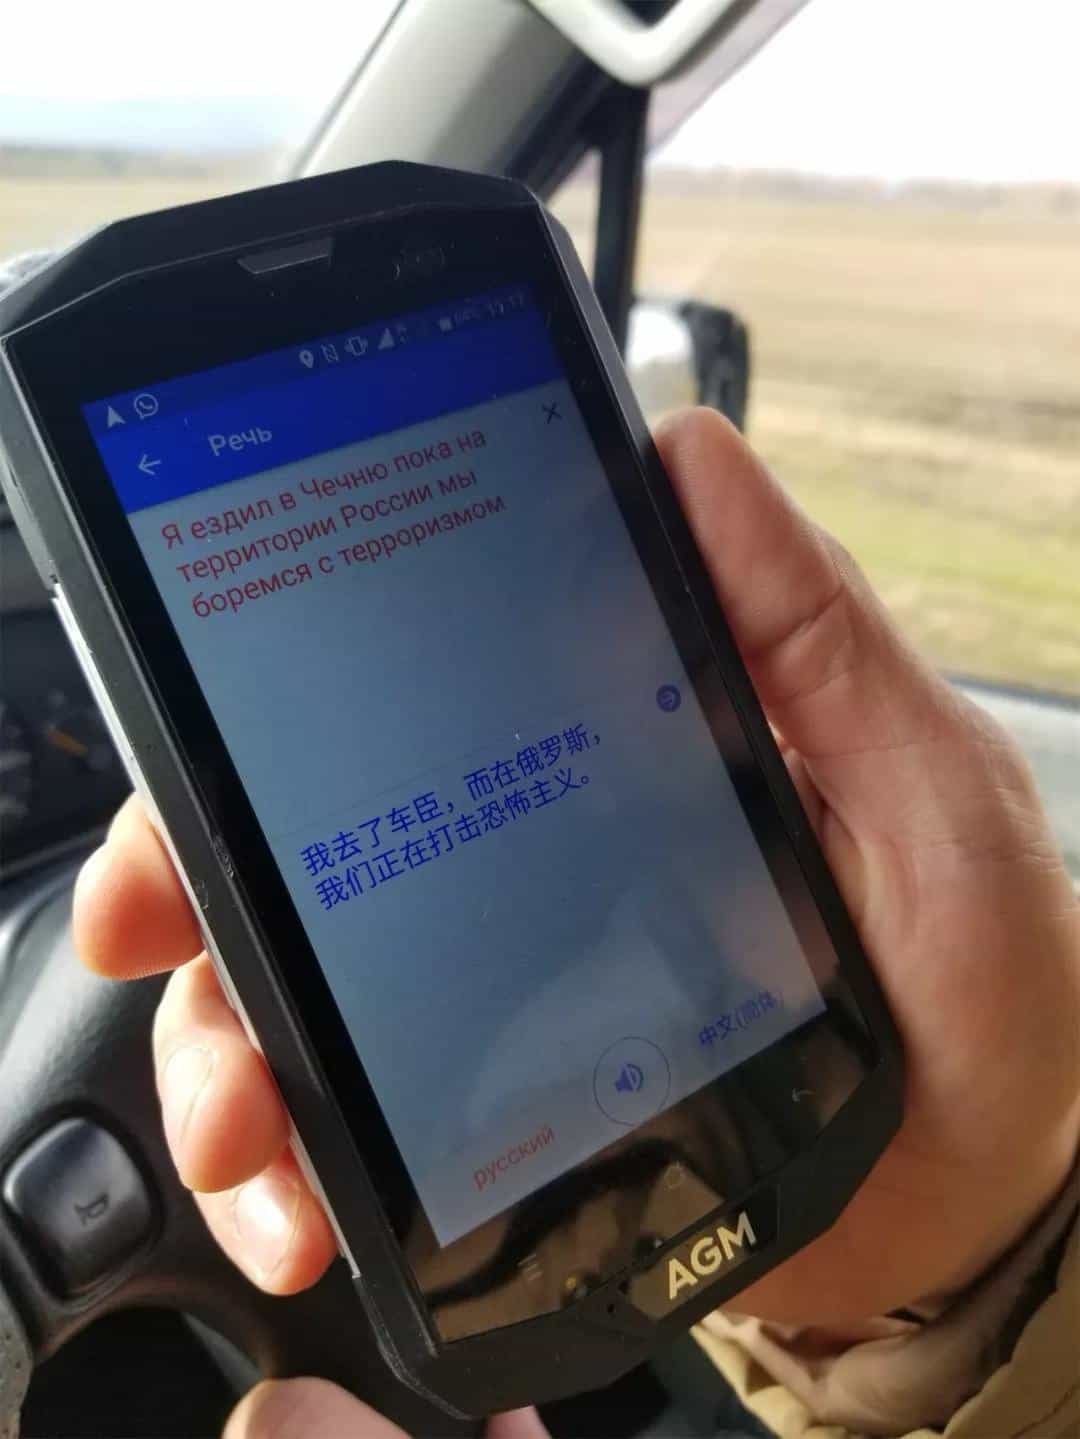 Речь
Я ездил в Чечню пока на
территории России мы
боремся с терроризмом
我去了车臣，而在俄罗斯，
我们正在打击恐怖主义。
中文(简体)
русский
AGM